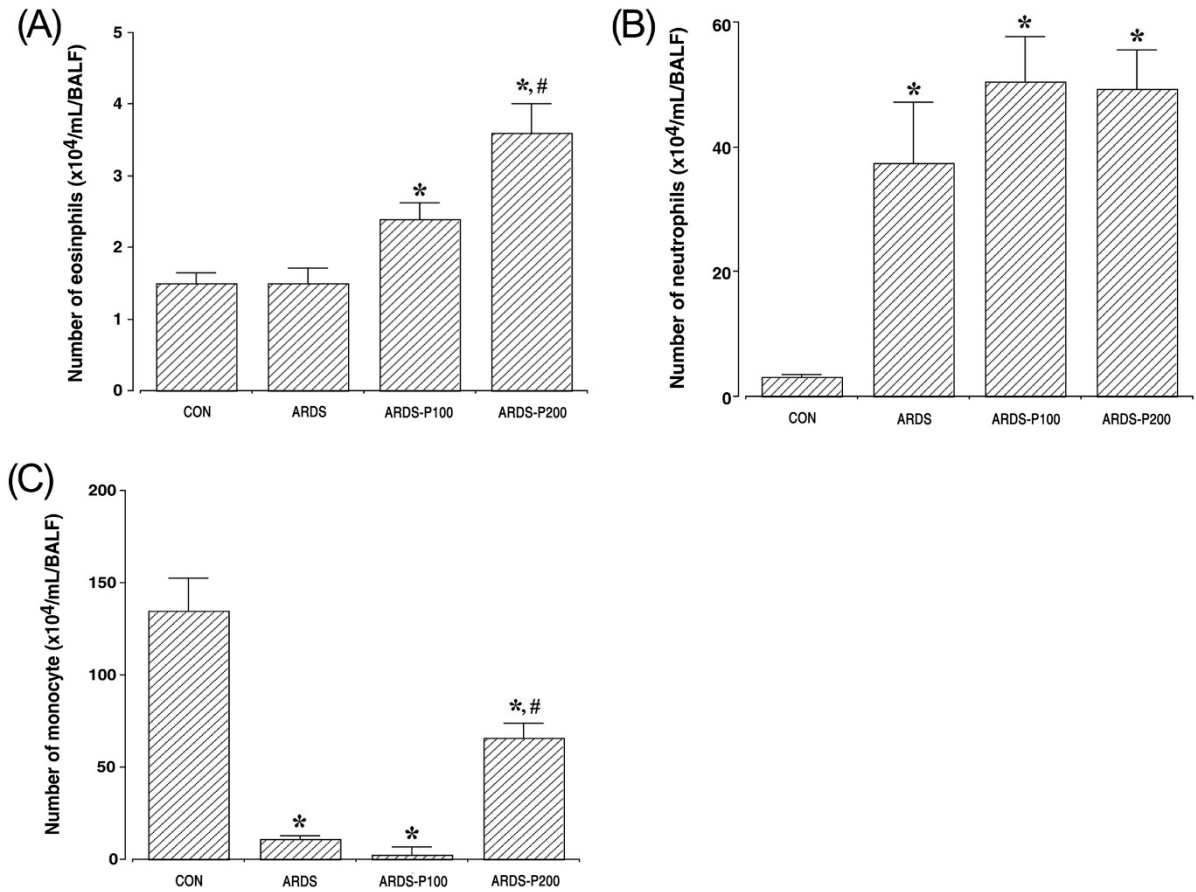 (A)
Number of eosinphils (x10⁴/mL/BALF)
5
4
3
2
1
0
*
*, #
CON ARDS ARDS-P100 ARDS-P200
(B)
Number of neutrophils (x10⁴/mL/BALF)
60
40
20
0
*
*
*
CON ARDS ARDS-P100 ARDS-P200
(C)
Number of monocyte (x10⁴/mL/BALF)
200
150
100
50
0
*
*
*, #
CON ARDS ARDS-P100 ARDS-P200